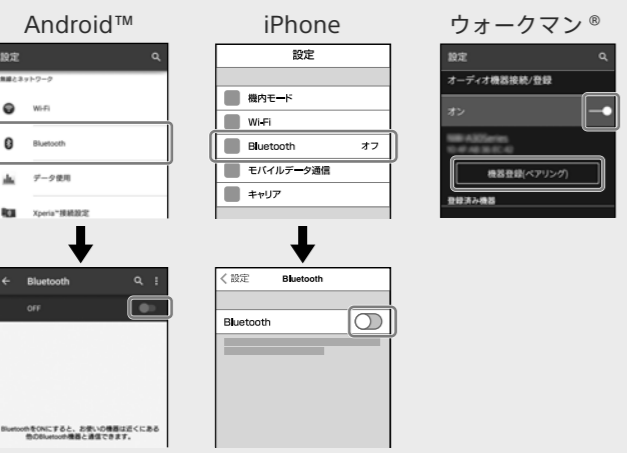 Android™
設定
無線とネットワーク
Wi-Fi
Bluetooth
データ使用
Xperia™接続設定
Bluetooth
OFF
BluetoothをONにすると、お使いの機器は近くにある
他のBluetooth機器と通信できます。
iPhone
設定
機内モード
Wi-Fi
Bluetooth オフ
モバイルデータ通信
キャリア
設定 Bluetooth
Bluetooth
ウォークマン®
設定
オーディオ機器接続/登録
オン
機器登録(ペアリング)
登録済み機器